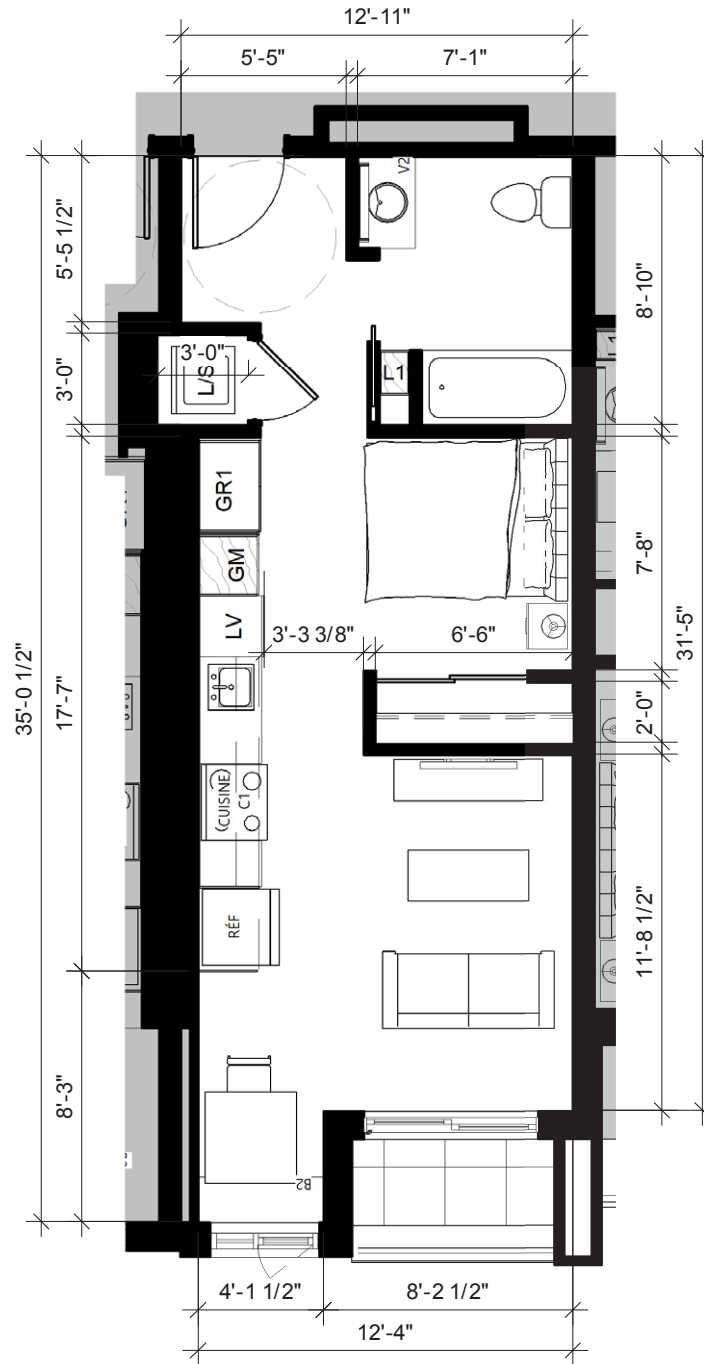 12'-11"
5'-5"
7'-1"
V2
5'-5 1/2"
8'-10"
3'-0"
3'-0"
L/S
L1
L1
GR1
GM
LV
3'-3 3/8"
6'-6"
7'-8"
31'-5"
35'-0 1/2"
17'-7"
2'-0"
(CUISINE)
C1
RÉF
11'-8 1/2"
8'-3"
B2
4'-1 1/2"
8'-2 1/2"
12'-4"